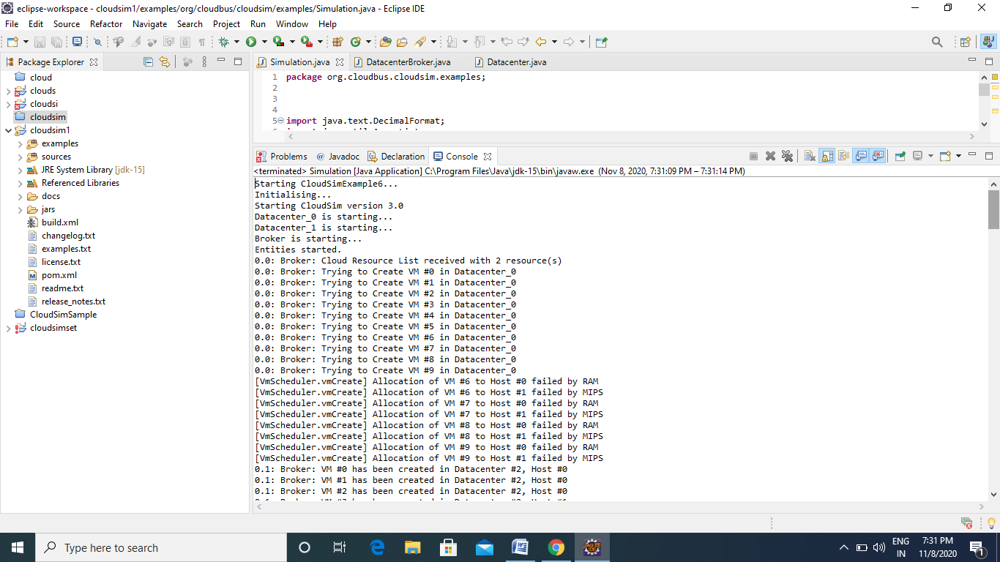 eclipse-workspace - cloudsim1/examples/org/cloudbus/cloudsim/examples/Simulation.java - Eclipse IDE
File Edit Source Refactor Navigate Search Project Run Window Help
Package Explorer
cloud
clouds
cloudsi
cloudsim
cloudsim1
examples
sources
JRE System Library [jdk-15]
Referenced Libraries
docs
jars
build.xml
changelog.txt
examples.txt
license.txt
pom.xml
readme.txt
release_notes.txt
CloudSimSample
cloudsimset
Simulation.java DatacenterBroker.java Datacenter.java
1 package org.cloudbus.cloudsim.examples;
2
3
4
5 import java.text.DecimalFormat;
Problems @ Javadoc Declaration Console
<terminated> Simulation [Java Application] C:\Program Files\Java\jdk-15\bin\javaw.exe (Nov 8, 2020, 7:31:09 PM – 7:31:14 PM)
Starting CloudSimExample6...
Initialising...
Starting CloudSim version 3.0
Datacenter_0 is starting...
Datacenter_1 is starting...
Broker is starting...
Entities started.
0.0: Broker: Cloud Resource List received with 2 resource(s)
0.0: Broker: Trying to Create VM #0 in Datacenter_0
0.0: Broker: Trying to Create VM #1 in Datacenter_0
0.0: Broker: Trying to Create VM #2 in Datacenter_0
0.0: Broker: Trying to Create VM #3 in Datacenter_0
0.0: Broker: Trying to Create VM #4 in Datacenter_0
0.0: Broker: Trying to Create VM #5 in Datacenter_0
0.0: Broker: Trying to Create VM #6 in Datacenter_0
0.0: Broker: Trying to Create VM #7 in Datacenter_0
0.0: Broker: Trying to Create VM #8 in Datacenter_0
0.0: Broker: Trying to Create VM #9 in Datacenter_0
[VmScheduler.vmCreate] Allocation of VM #6 to Host #0 failed by RAM
[VmScheduler.vmCreate] Allocation of VM #6 to Host #1 failed by MIPS
[VmScheduler.vmCreate] Allocation of VM #7 to Host #0 failed by RAM
[VmScheduler.vmCreate] Allocation of VM #7 to Host #1 failed by MIPS
[VmScheduler.vmCreate] Allocation of VM #8 to Host #0 failed by RAM
[VmScheduler.vmCreate] Allocation of VM #8 to Host #1 failed by MIPS
[VmScheduler.vmCreate] Allocation of VM #9 to Host #0 failed by RAM
[VmScheduler.vmCreate] Allocation of VM #9 to Host #1 failed by MIPS
0.1: Broker: VM #0 has been created in Datacenter #2, Host #0
0.1: Broker: VM #1 has been created in Datacenter #2, Host #0
0.1: Broker: VM #2 has been created in Datacenter #2, Host #0
Type here to search
ENG
IN
7:31 PM
11/8/2020
1